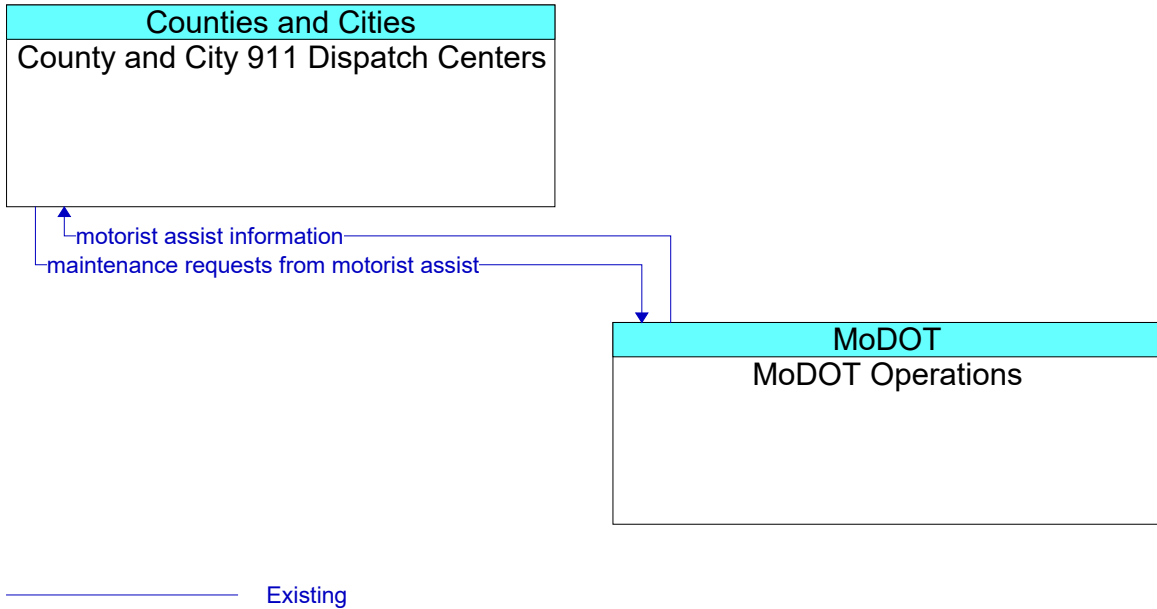 Counties and Cities
County and City 911 Dispatch Centers
motorist assist information
maintenance requests from motorist assist
MoDOT
MoDOT Operations
Existing